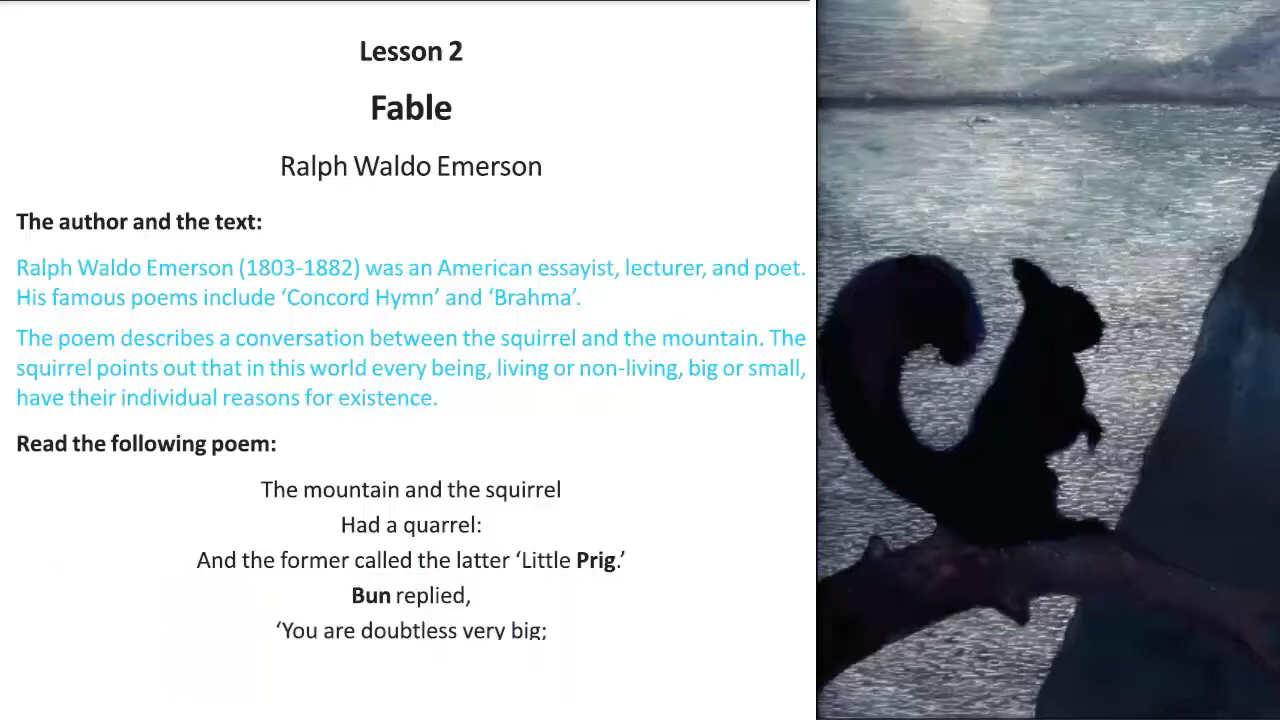 Lesson 2
Fable
Ralph Waldo Emerson
The author and the text:
Ralph Waldo Emerson (1803-1882) was an American essayist, lecturer, and poet.
His famous poems include ‘Concord Hymn’ and ‘Brahma’.
The poem describes a conversation between the squirrel and the mountain. The
squirrel points out that in this world every being, living or non-living, big or small,
have their individual reasons for existence.
Read the following poem:
The mountain and the squirrel
Had a quarrel:
And the former called the latter ‘Little Prig.’
Bun replied,
‘You are doubtless very big;